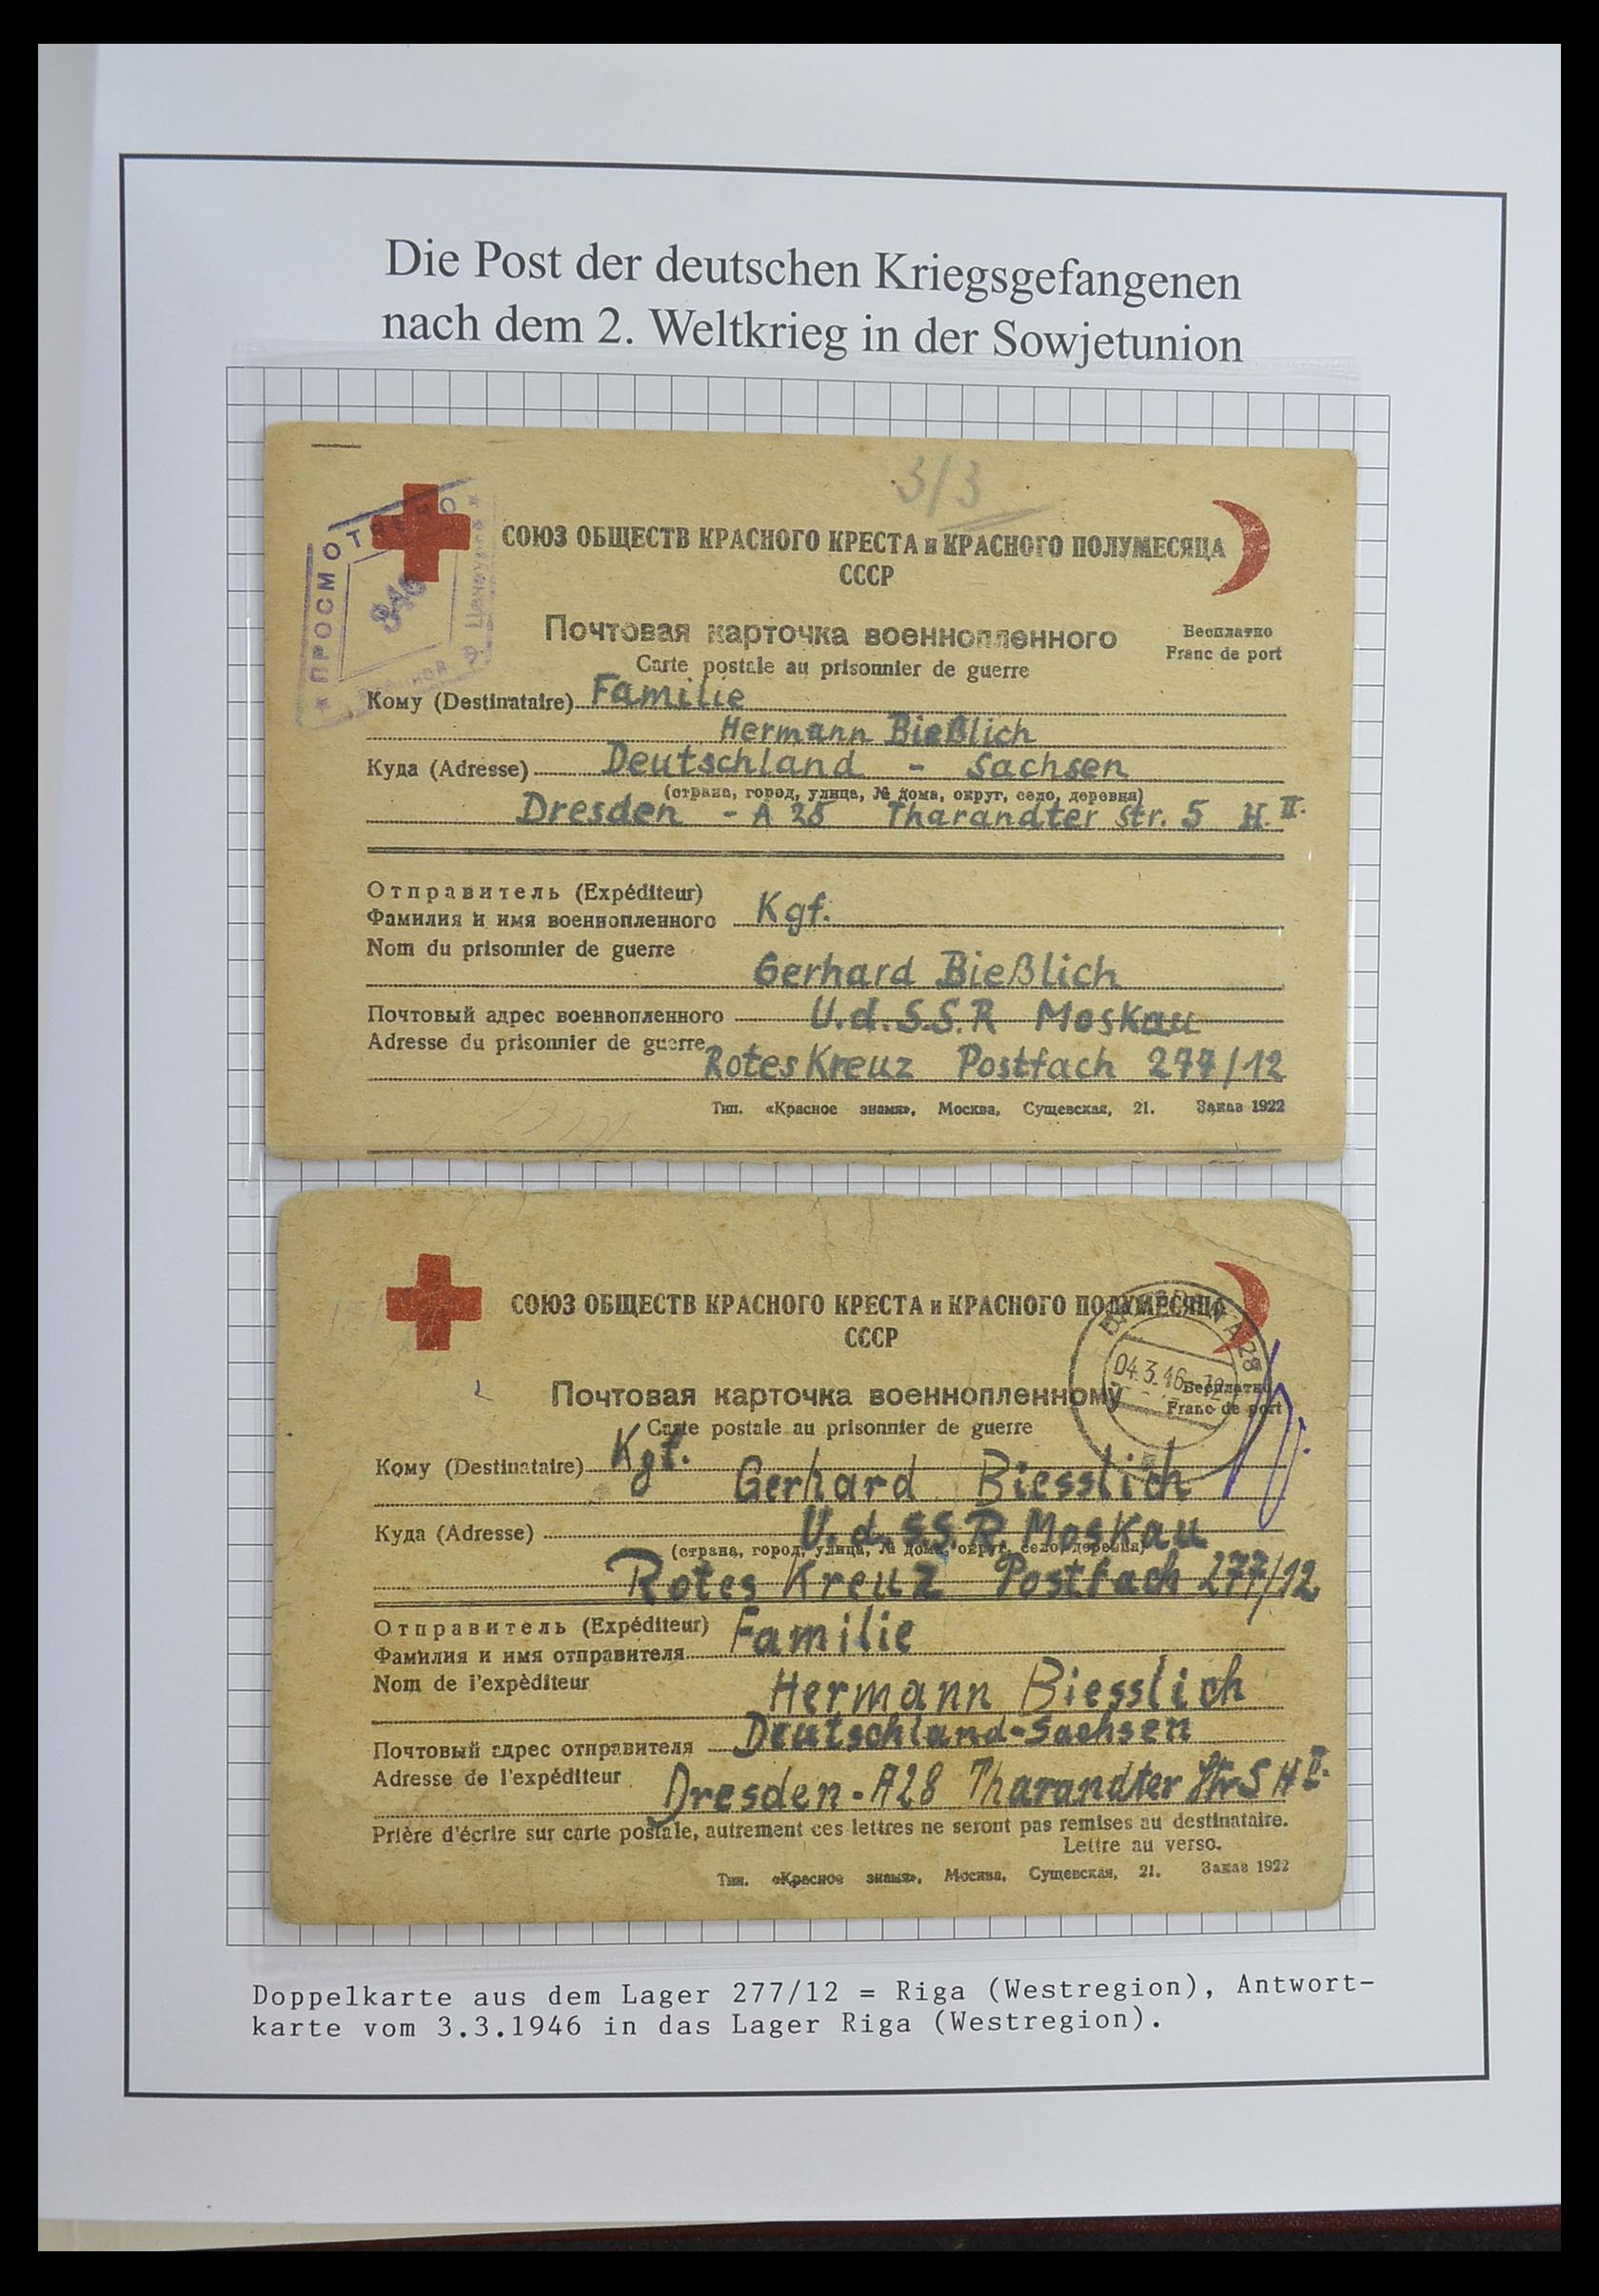 Die Post der deutschen Kriegsgefangenen
nach dem 2. Weltkrieg in der Sowjetunion
3/3
ПРОСМОТРЕНО
СОЮЗ ОБЩЕСТВ КРАСНОГО КРЕСТА и КРАСНОГО ПОЛУМЕСЯЦА
СССР
Почтовая карточка военнопленного
Бесплатно
Carte postale au prisonnier de guerre
Franc de port
Кому (Destinataire) Familie
Hermann Bießlich
Куда (Adresse) Deutschland - Sachsen
(страна, город, улица, № дома, округ, село, деревня)
Dresden - A 28 Tharandter Str. 5 H. II.
Отправитель (Expéditeur)
Фамилия и имя военнопленного Kgf.
Nom du prisonnier de guerre
Gerhard Bießlich
Почтовый адрес военнопленного U.d.S.S.R Moskau
Adresse du prisonnier de guerre
Rotes Kreuz Postfach 277/12
Тип. «Красное знамя», Москва, Сущевская, 21. Заказ 1922
СОЮЗ ОБЩЕСТВ КРАСНОГО КРЕСТА и КРАСНОГО ПОЛУМЕСЯЦА
СССР
04.3.46
Почтовая карточка военнопленному
Бесплатно
Franc de port
Carte postale au prisonnier de guerre
Кому (Destinataire) Kgf.
Gerhard Biesslich
Куда (Adresse) U.d.S.S.R. Moskau
(страна, город, улица, № дома, округ, село, деревня)
Rotes Kreuz Postfach 277/12
Отправитель (Expéditeur) Familie
Фамилия и имя отправителя
Nom de l'expèditeur
Hermann Biesslich
Почтовый адрес отправителя Deutschland-Sachsen
Adresse de l'expéditeur
Dresden-A28 Tharandter Str 5 H II.
Prière d'écrire sur carte postale, autrement ces lettres ne seront pas remises au destinataire.
Lettre au verso.
Тип. «Красное знамя», Москва, Сущевская, 21. Заказ 1922
Doppelkarte aus dem Lager 277/12 = Riga (Westregion), Antwort-
karte vom 3.3.1946 in das Lager Riga (Westregion).